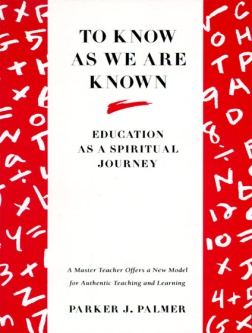 TO KNOW
AS WE ARE
KNOWN
EDUCATION
AS A SPIRITUAL
JOURNEY
A Master Teacher Offers a New Model
for Authentic Teaching and Learning
PARKER J. PALMER